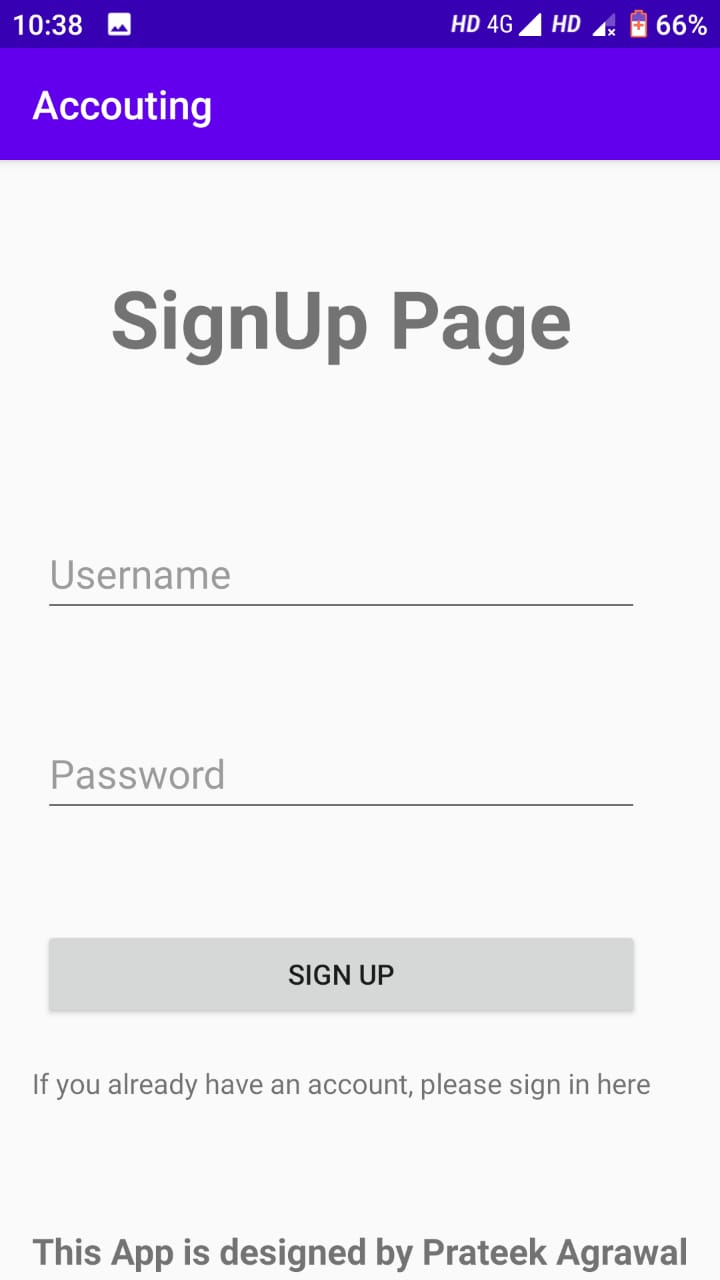 10:38 HD 4G HD 66%
Accouting
SignUp Page
Username
Password
SIGN UP
If you already have an account, please sign in here
This App is designed by Prateek Agrawal